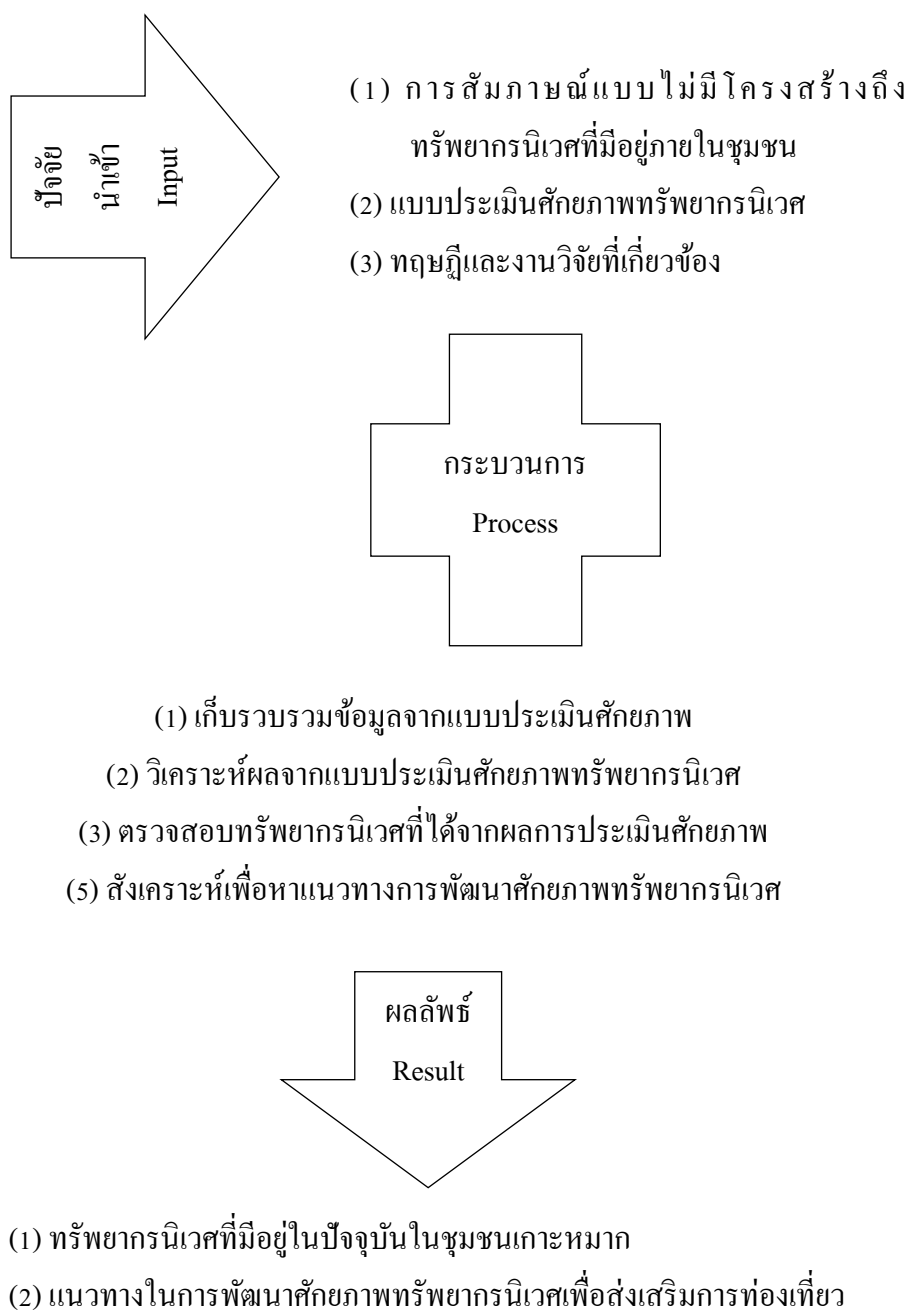 ปัจจัย
นำเข้า
Input
(1) การสัมภาษณ์แบบไม่มีโครงสร้างถึง
ทรัพยากรนิเวศที่มีอยู่ภายในชุมชน
(2) แบบประเมินศักยภาพทรัพยากรนิเวศ
(3) ทฤษฎีและงานวิจัยที่เกี่ยวข้อง
กระบวนการ
Process
(1) เก็บรวบรวมข้อมูลจากแบบประเมินศักยภาพ
(2) วิเคราะห์ผลจากแบบประเมินศักยภาพทรัพยากรนิเวศ
(3) ตรวจสอบทรัพยากรนิเวศที่ได้จากผลการประเมินศักยภาพ
(5) สังเคราะห์เพื่อหาแนวทางการพัฒนาศักยภาพทรัพยากรนิเวศ
ผลลัพธ์
Result
(1) ทรัพยากรนิเวศที่มีอยู่ในปัจจุบันในชุมชนเกาะหมาก
(2) แนวทางในการพัฒนาศักยภาพทรัพยากรนิเวศเพื่อส่งเสริมการท่องเที่ยว